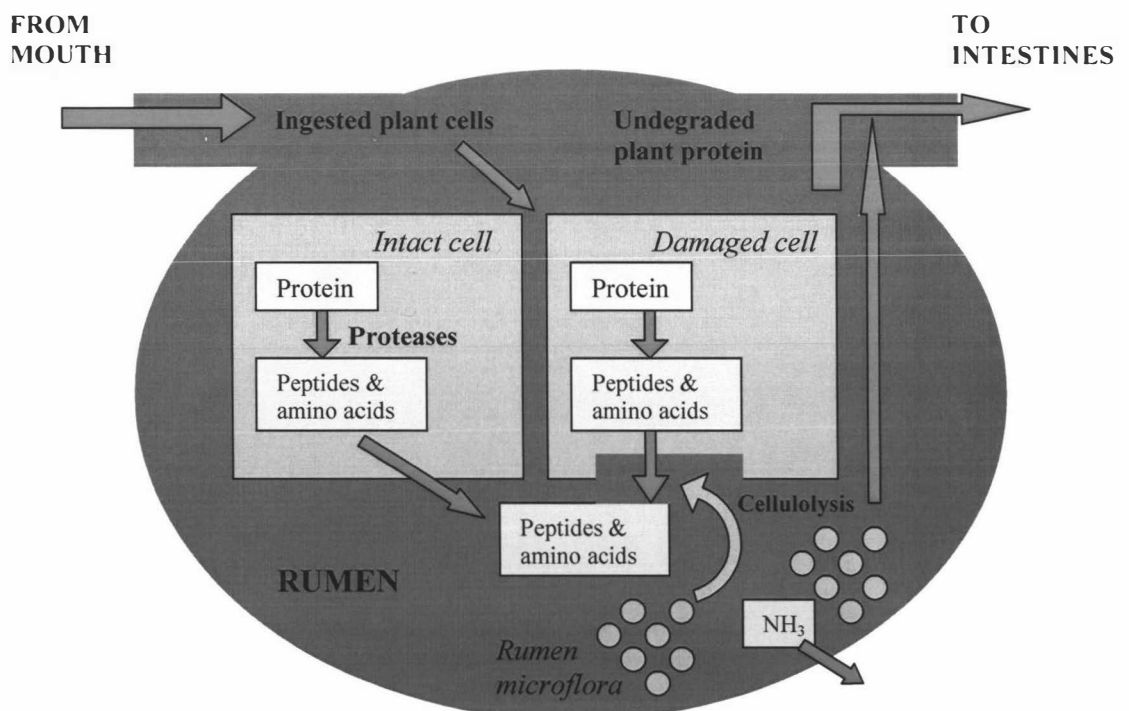 FROM
MOUTH
TO
INTESTINES
Ingested plant cells
Undegraded
plant protein
Intact cell
Protein
Proteases
Peptides &
amino acids
Damaged cell
Protein
Peptides &
amino acids
Cellulolysis
Peptides &
amino acids
RUMEN
NH₃
Rumen
microflora